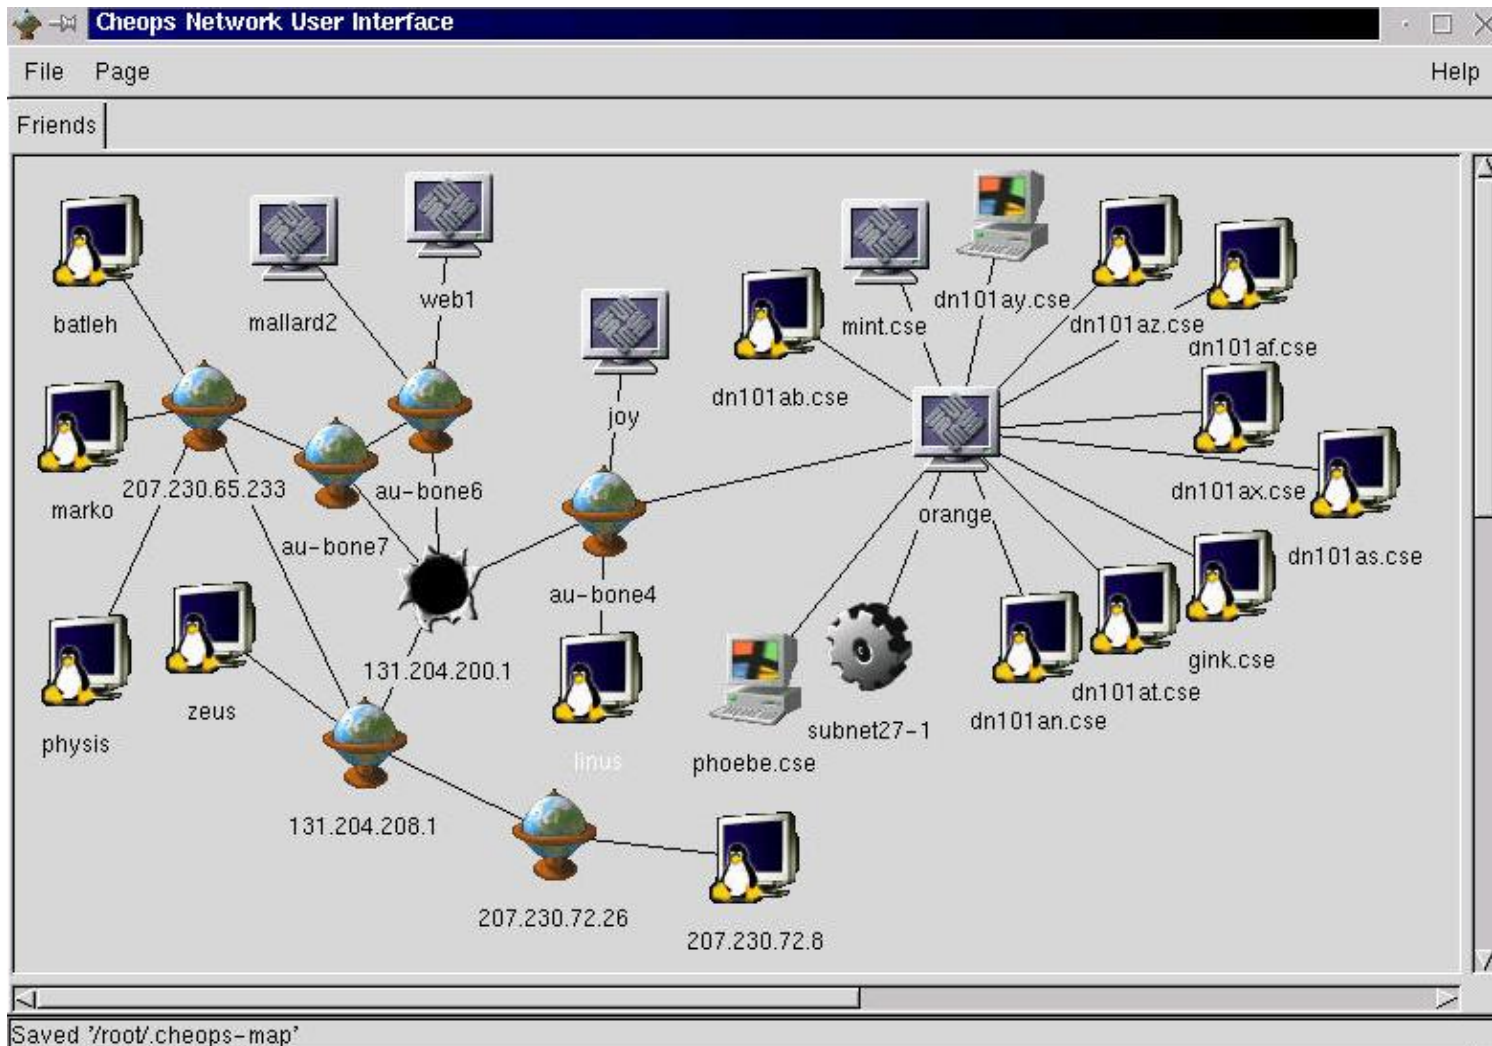 Cheops Network User Interface
File Page Help
Friends
batleh
mallard2
web1
joy
dn101ab.cse
mint.cse
dn101ay.cse
dn101az.cse
dn101af.cse
marko
207.230.65.233
au-bone6
au-bone7
orange
dn101ax.cse
dn101as.cse
au-bone4
131.204.200.1
gink.cse
dn101at.cse
dn101an.cse
physis
zeus
linus
phoebe.cse
subnet27-1
131.204.208.1
207.230.72.26
207.230.72.8
Saved '/root/.cheops-map'